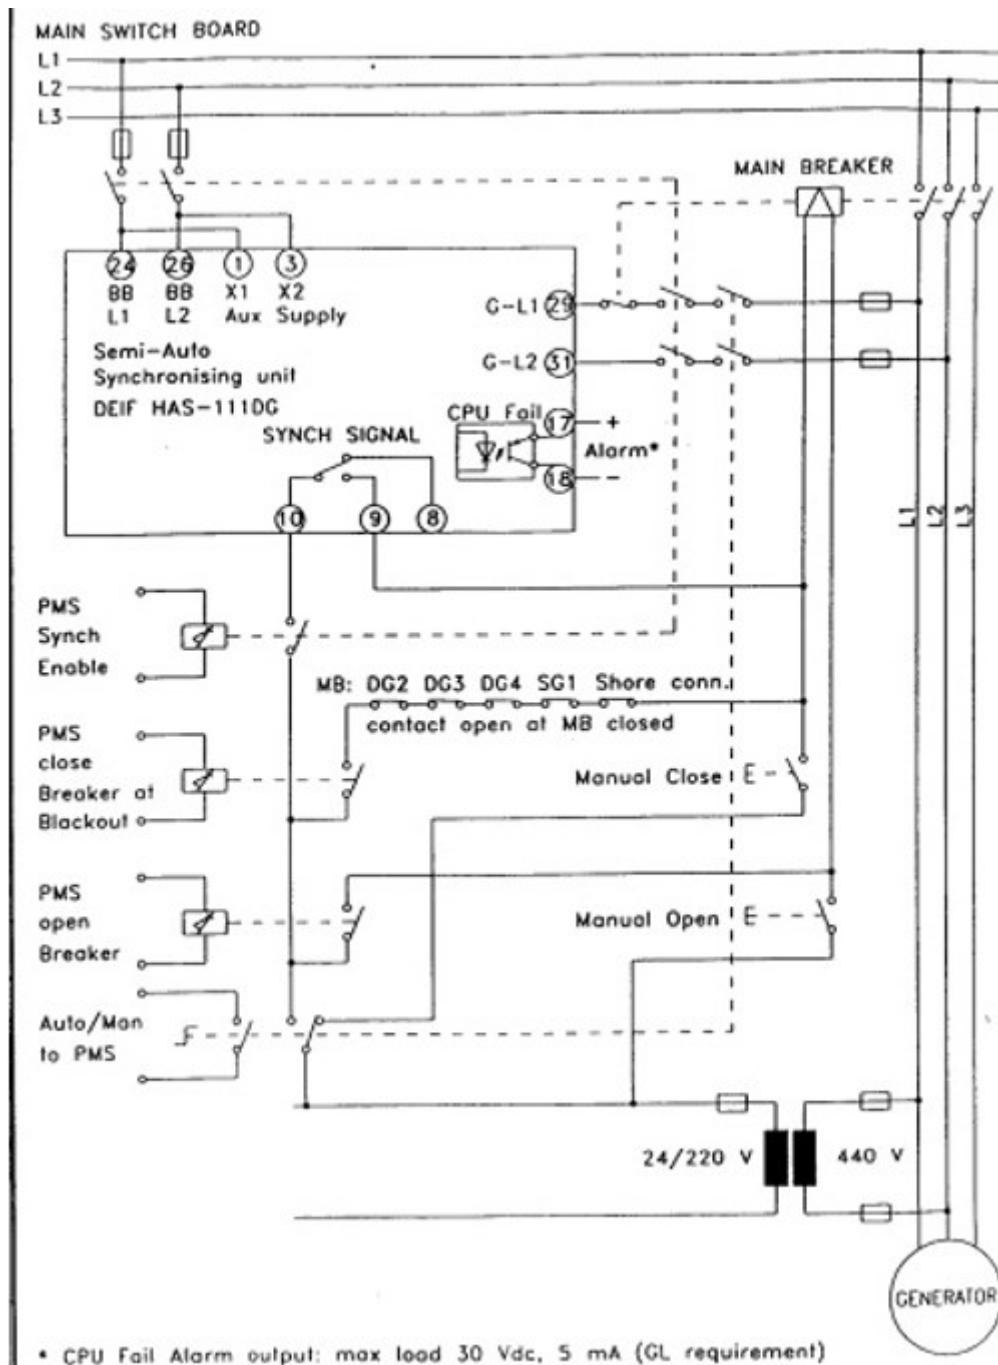 MAIN SWITCH BOARD
L1
L2
L3
MAIN BREAKER
24 26 1 3
BB BB X1 X2
L1 L2 Aux Supply
G-L1 29
Semi-Auto
Synchronising unit
DEIF HAS-111DG
G-L2 31
CPU Fail 17 +
Alarm*
18 -
SYNCH SIGNAL
10 9 8
L1 L2 L3
PMS
Synch
Enable
MB: DG2 DG3 DG4 SG1 Shore conn.
contact open at MB closed
PMS
close
Breaker at
Blackout
Manual Close
PMS
open
Breaker
Manual Open
Auto/Man
to PMS
24/220 V 440 V
GENERATOR
* CPU Fail Alarm output: max load 30 Vdc, 5 mA (GL requirement)